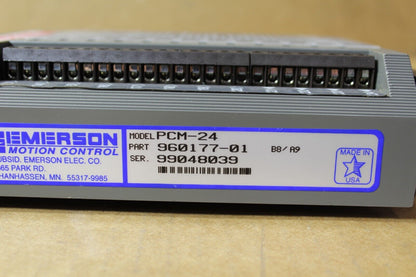 EMERSON
MOTION CONTROL
SUBSID. EMERSON ELEC. CO.
PARK RD.
CHANHASSEN, MN. 55317-9985
MODEL PCM-24
PART 960177-01 B8/A9
SER. 99048039
MADE IN
USA